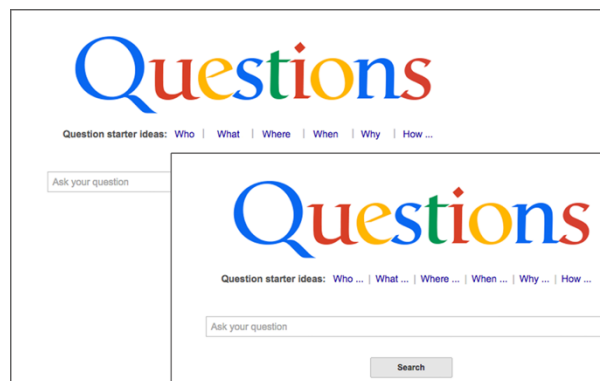 Questions
Question starter ideas: Who | What | Where | When | Why | How ...
Ask your question
Questions
Question starter ideas: Who ... | What ... | Where ... | When ... | Why ... | How ...
Ask your question
Search